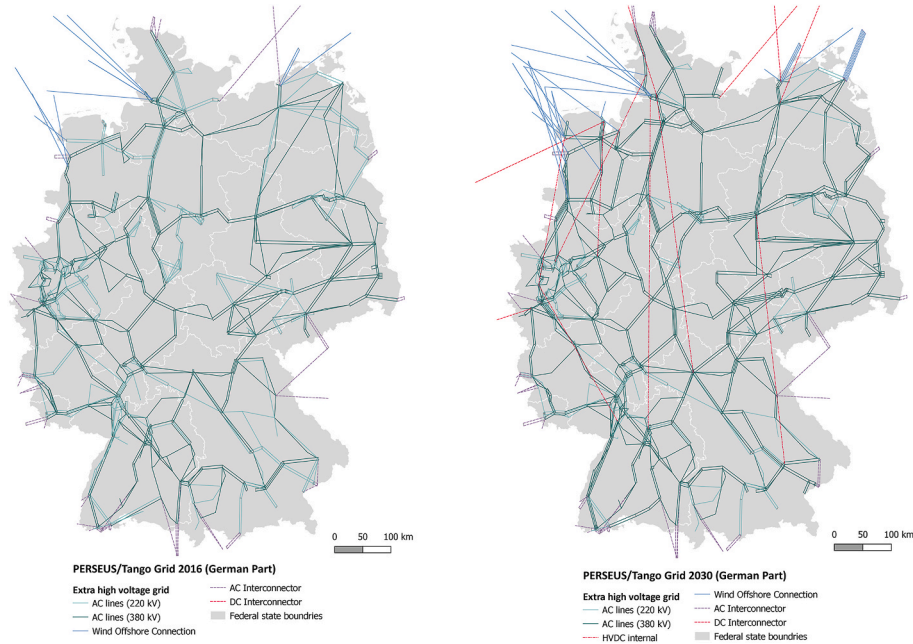 0 50 100 km
PERSEUS/Tango Grid 2016 (German Part)
Extra high voltage grid
AC lines (220 kV)
AC lines (380 kV)
Wind Offshore Connection
AC Interconnector
DC Interconnector
Federal state boundries
0 50 100 km
PERSEUS/Tango Grid 2030 (German Part)
Extra high voltage grid
AC lines (220 kV)
AC lines (380 kV)
HVDC internal
Wind Offshore Connection
AC Interconnector
DC Interconnector
Federal state boundries